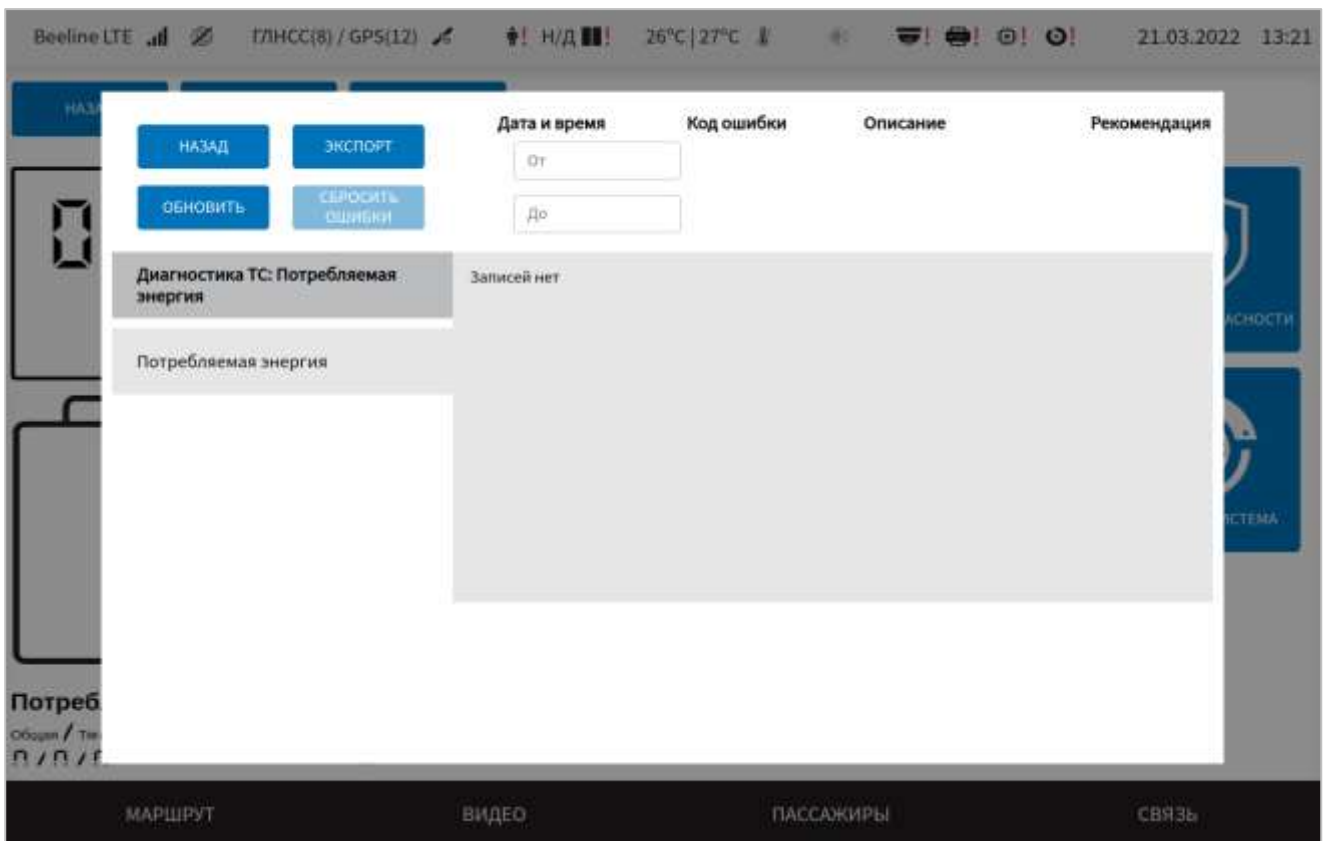 Beeline LTE ГЛНСС(8) / GPS(12) ! Н/Д ! 26°C | 27°C ! ! ! ! 21.03.2022 13:21
НАЗАД ЭКСПОРТ
ОБНОВИТЬ СБРОСИТЬ
ОШИБКИ
Дата и время Код ошибки Описание Рекомендация
От
До
Диагностика ТС: Потребляемая
энергия
Потребляемая энергия
Записей нет
0
Потреб
Общая /
МАРШРУТ ВИДЕО ПАССАЖИРЫ СВЯЗЬ